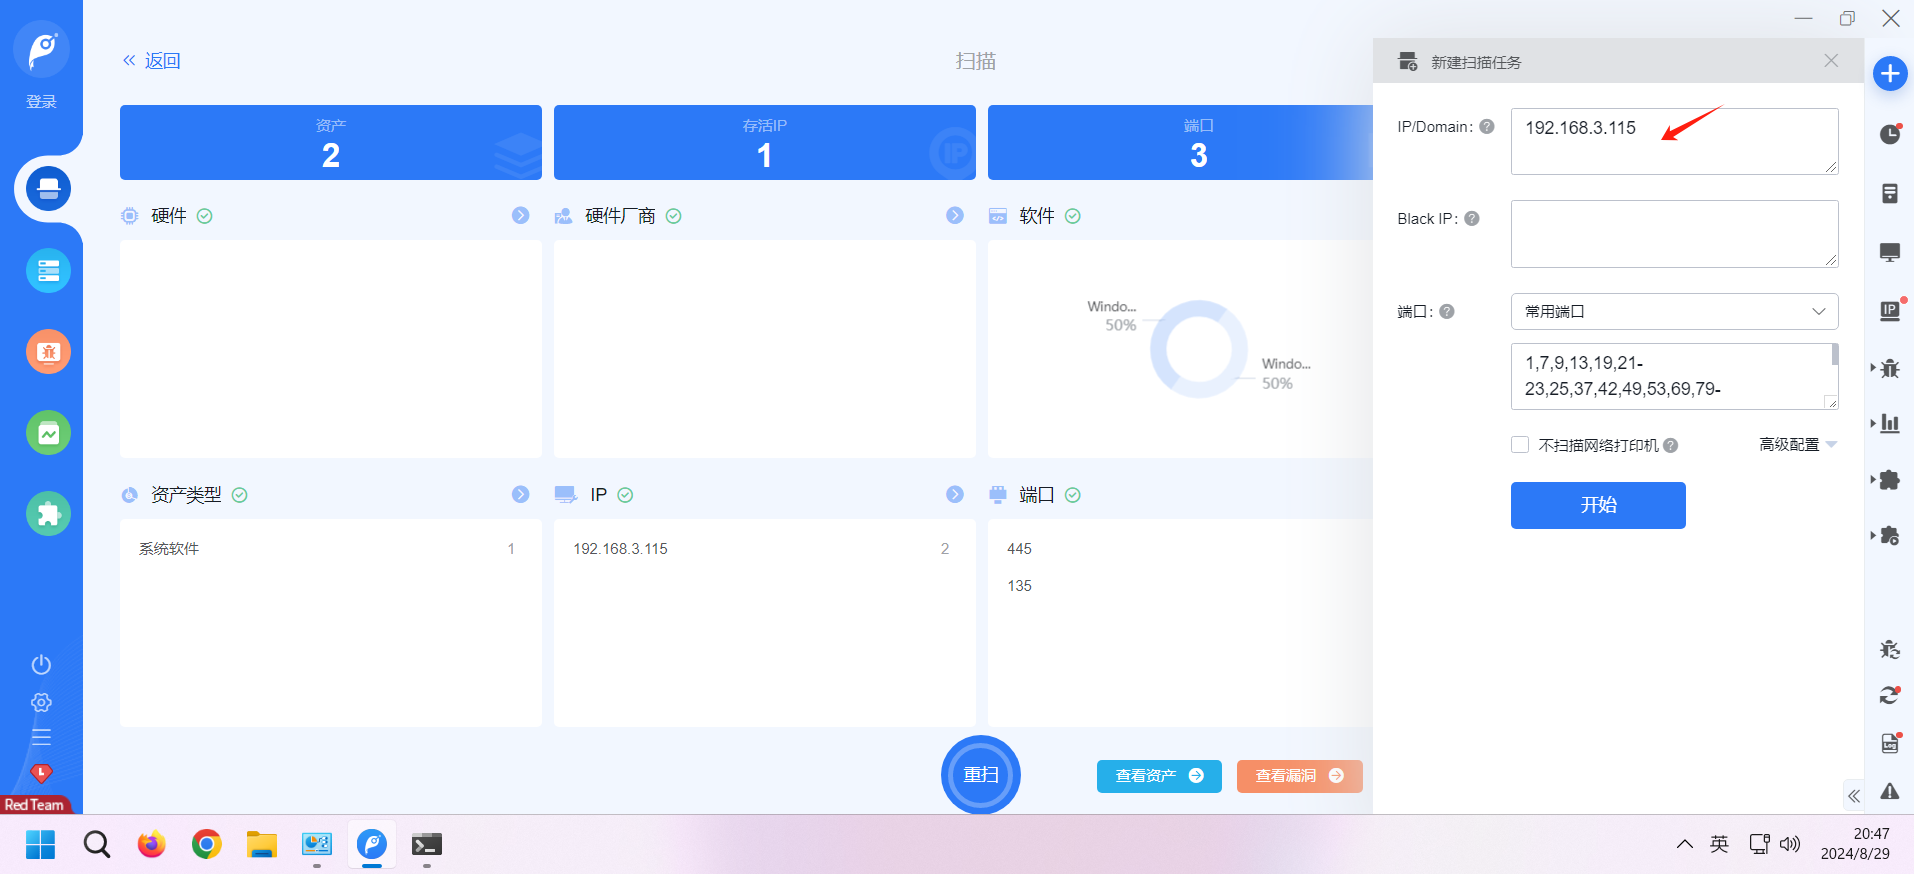 登录
Red Team
« 返回
扫描
资产
2
存活IP
1
IP
端口
3
硬件
硬件厂商
软件
Windo...
50%
Windo...
50%
资产类型
IP
端口
系统软件 1
192.168.3.115 2
445
135
重扫
查看资产
查看漏洞
新建扫描任务
IP/Domain: ?
192.168.3.115
Black IP: ?
端口: ?
常用端口
1,7,9,13,19,21-
23,25,37,42,49,53,69,79-
不扫描网络打印机 ?
高级配置
开始
IP
LOG
英
20:47
2024/8/29